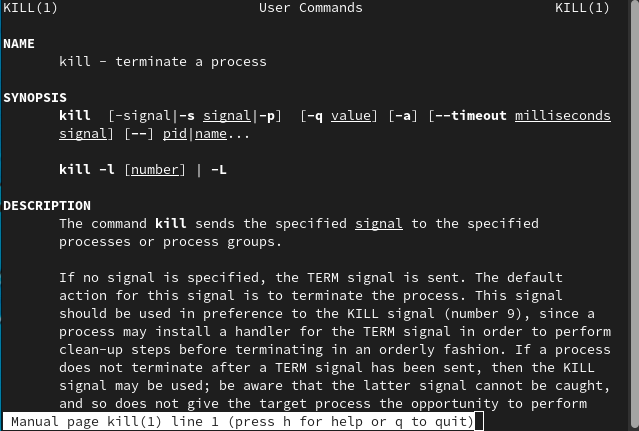 KILL(1) User Commands KILL(1)
NAME
kill - terminate a process
SYNOPSIS
kill [-signal|-s signal|-p] [-q value] [-a] [--timeout milliseconds
signal] [--] pid|name...
kill -l [number] | -L
DESCRIPTION
The command kill sends the specified signal to the specified
processes or process groups.
If no signal is specified, the TERM signal is sent. The default
action for this signal is to terminate the process. This signal
should be used in preference to the KILL signal (number 9), since a
process may install a handler for the TERM signal in order to perform
clean-up steps before terminating in an orderly fashion. If a process
does not terminate after a TERM signal has been sent, then the KILL
signal may be used; be aware that the latter signal cannot be caught,
and so does not give the target process the opportunity to perform
Manual page kill(1) line 1 (press h for help or q to quit)